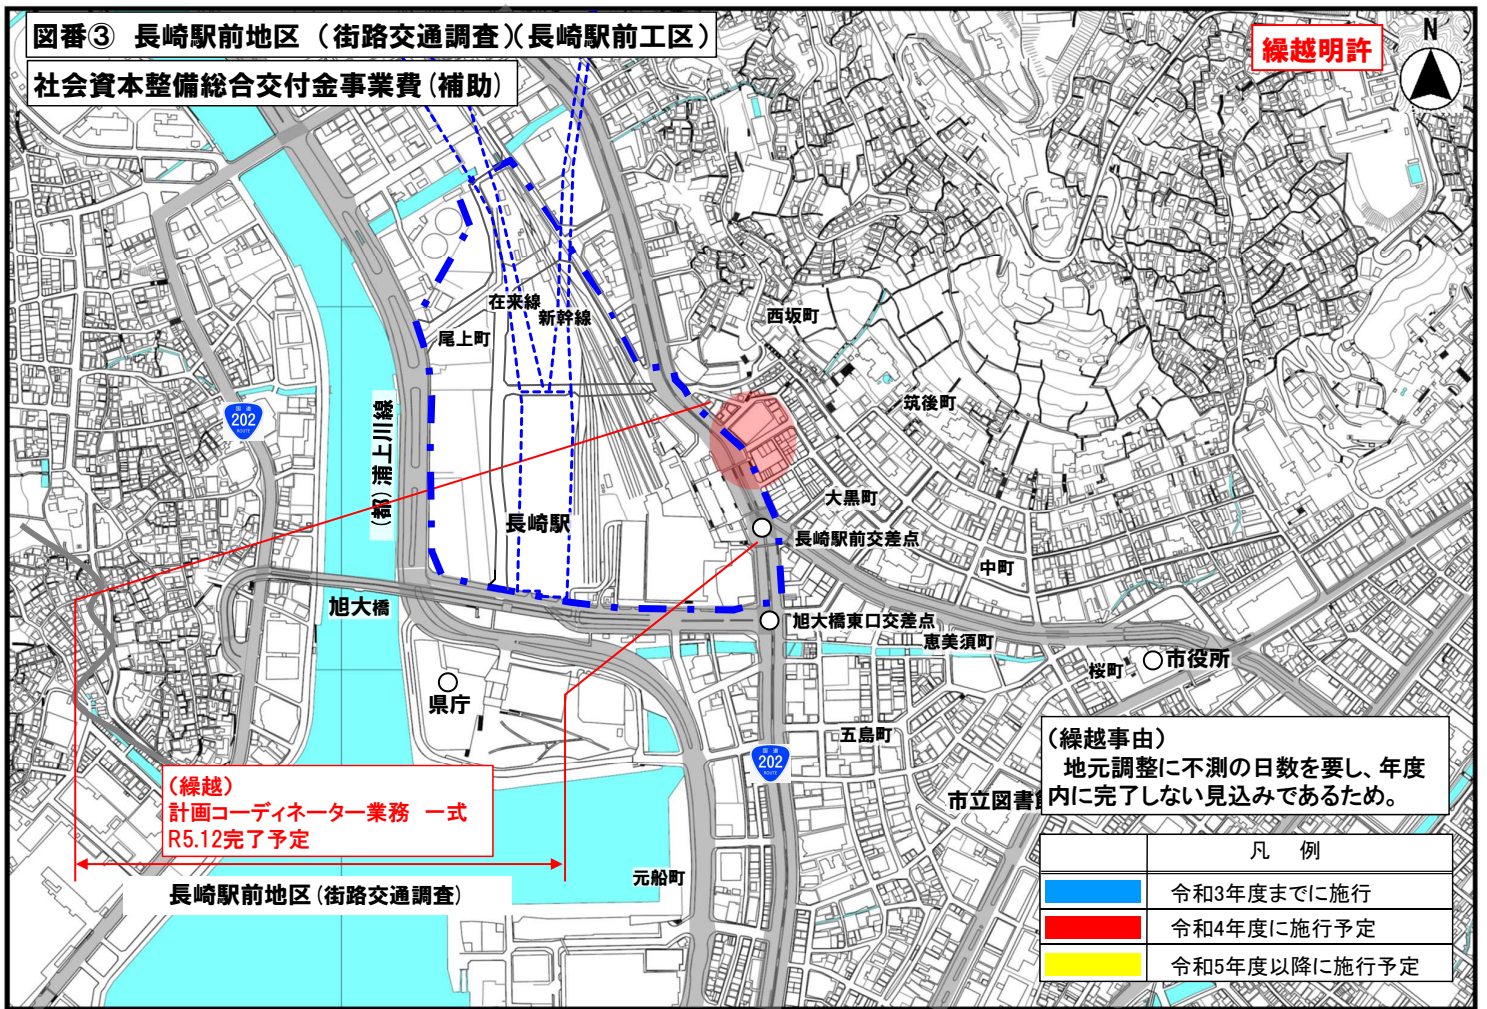 図番③ 長崎駅前地区 (街路交通調査)(長崎駅前工区)
社会資本整備総合交付金事業費(補助)
繰越明許
N
在来線
新幹線
西坂町
尾上町
筑後町
国道
202
ROUTE
(都)浦上川線
大黒町
長崎駅
長崎駅前交差点
中町
旭大橋
旭大橋東口交差点
恵美須町
桜町
市役所
県庁
五島町
国道
202
ROUTE
(繰越事由)
地元調整に不測の日数を要し、年度
内に完了しない見込みであるため。
市立図書
(繰越)
計画コーディネーター業務 一式
R5.12完了予定
元船町
長崎駅前地区(街路交通調査)
凡 例
令和3年度までに施行
令和4年度に施行予定
令和5年度以降に施行予定